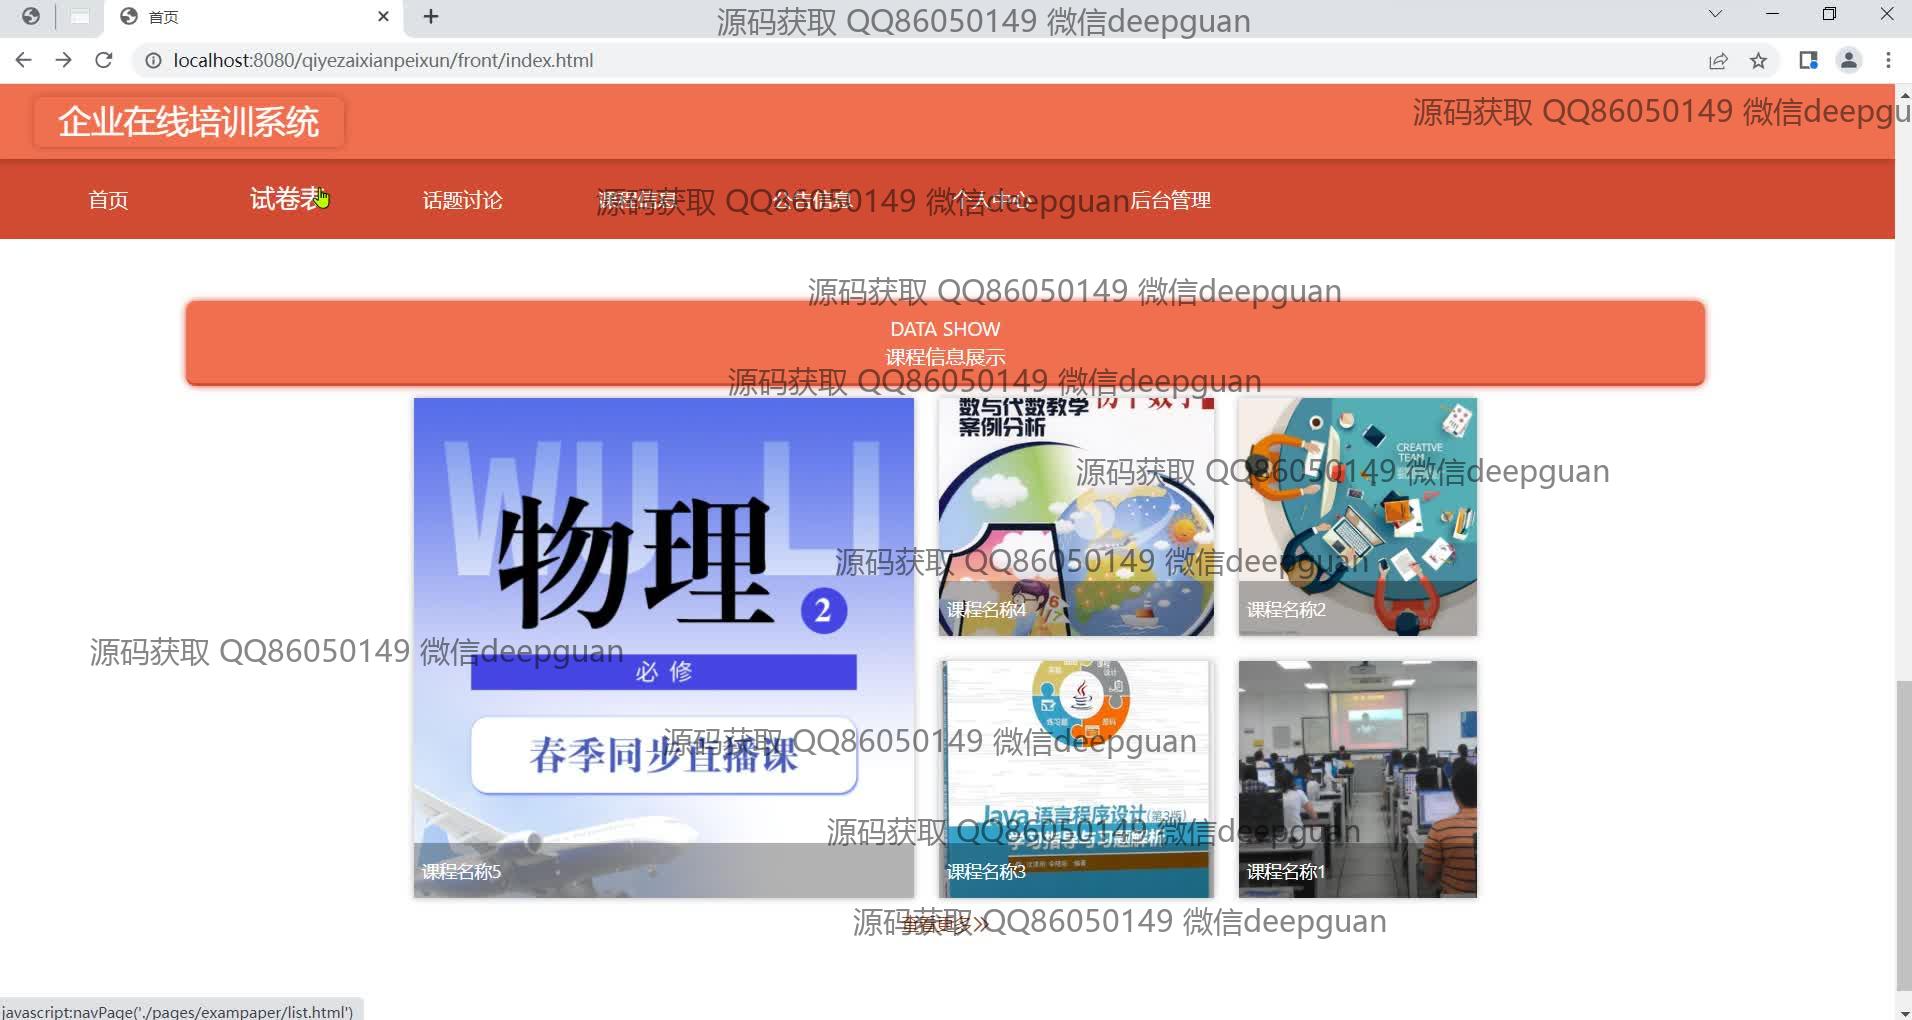 首页
源码获取 QQ86050149 微信deepguan
localhost:8080/qiyezaixianpeixun/front/index.html
企业在线培训系统
源码获取 QQ86050149 微信deepgu
首页
试卷表
话题讨论
课程信息
公告信息
个人中心
后台管理
源码获取 QQ86050149 微信deepguan
源码获取 QQ86050149 微信deepguan
DATA SHOW
课程信息展示
源码获取 QQ86050149 微信deepguan
WU LI
物理
2
必修
春季同步直播课
课程名称5
数与代数教学
案例分析
课程名称4
CREATIVE
TEAM
课程名称2
源码获取 QQ86050149 微信deepguan
源码获取 QQ86050149 微信deepguan
源码获取 QQ86050149 微信deepguan
源码获取 QQ86050149 微信deepguan
Java 语言程序设计(第3版)
学习指导与习题解析
课程名称3
课程名称1
源码获取 QQ86050149 微信deepguan
查看更多
源码获取 QQ86050149 微信deepguan
javascript:navPage('./pages/exampaper/list.html')